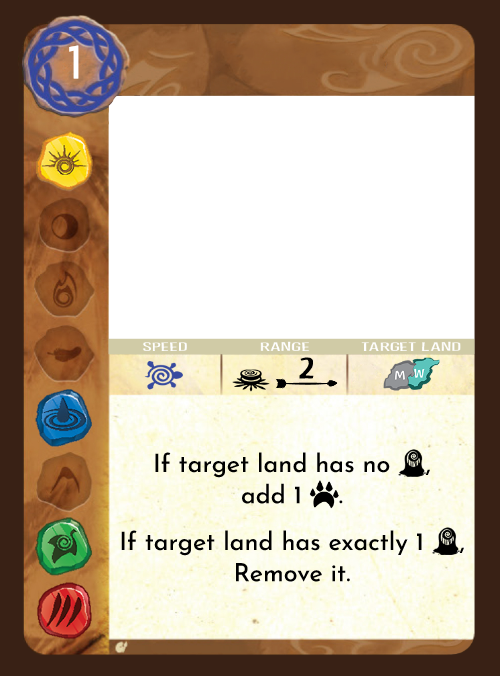 1
SPEED RANGE TARGET LAND
2 M W
If target land has no ,
add 1 .
If target land has exactly 1 ,
Remove it.